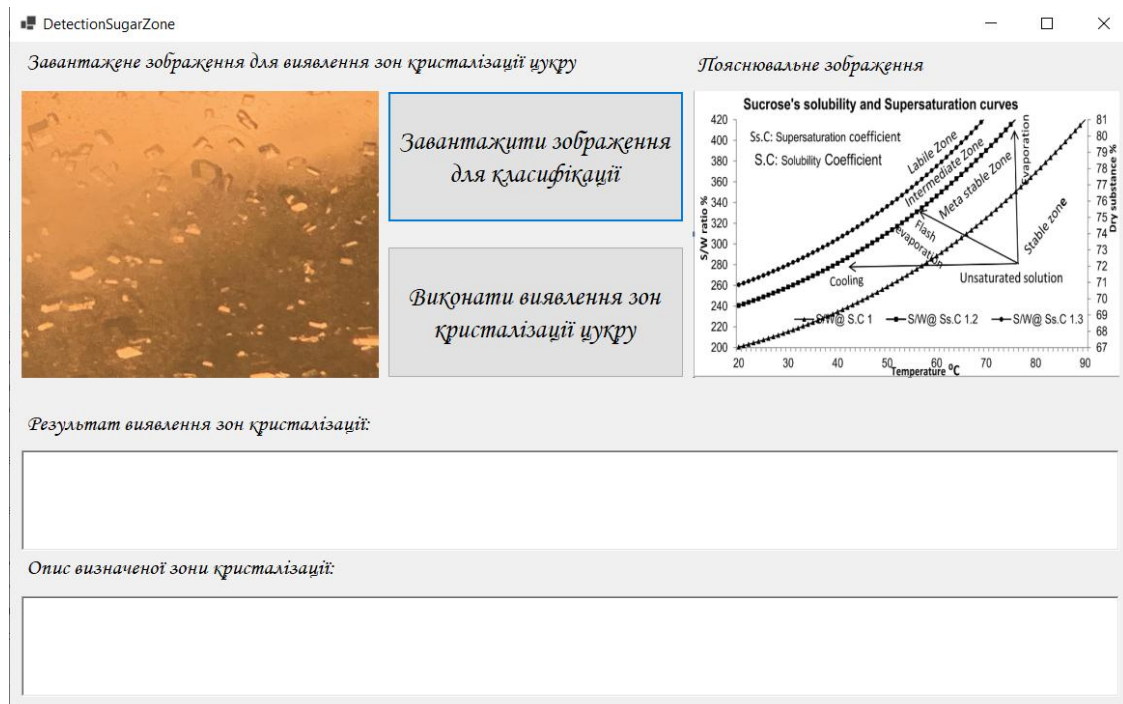 DetectionSugarZone
Завантажене зображення для виявлення зон кристалізації цукру
Пояснювальне зображення
Завантажити зображення
для класифікації
Виконати виявлення зон
кристалізації цукру
Sucrose's solubility and Supersaturation curves
Ss.C: Supersaturation coefficient
S.C: Solubility Coefficient
S/W ratio %
420
400
380
360
340
320
300
280
260
240
220
200
Labile Zone
Intermediate Zone
Meta stable Zone
Evaporation
Stable zone
Flash
evaporation
Cooling
Unsaturated solution
S/W@ S.C 1
S/W@ Ss.C 1.2
S/W@ Ss.C 1.3
81
80
79
78
77
76
75
74
73
72
71
70
69
68
67
Dry substance %
20 30 40 50 60 70 80 90
Temperature ⁰C
Результат виявлення зон кристалізації:
Опис визначеної зони кристалізації: